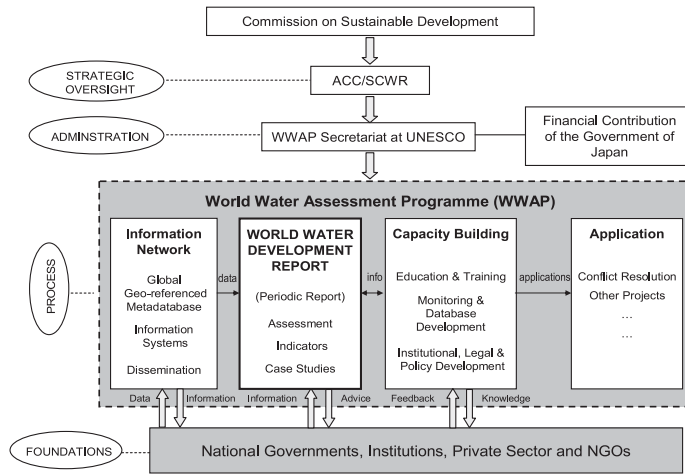 Commission on Sustainable Development
STRATEGIC
OVERSIGHT
ACC/SCWR
ADMINSTRATION
WWAP Secretariat at UNESCO
Financial Contribution
of the Government of
Japan
World Water Assessment Programme (WWAP)
PROCESS
Information
Network
Global
Geo-referenced
Metadatabase
Information
Systems
Dissemination
data
WORLD WATER
DEVELOPMENT
REPORT
(Periodic Report)
Assessment
Indicators
Case Studies
info
Capacity Building
Education & Training
Monitoring &
Database
Development
Institutional, Legal &
Policy Development
applications
Application
Conflict Resolution
Other Projects
...
...
Data
Information
Information
Advice
Feedback
Knowledge
FOUNDATIONS
National Governments, Institutions, Private Sector and NGOs